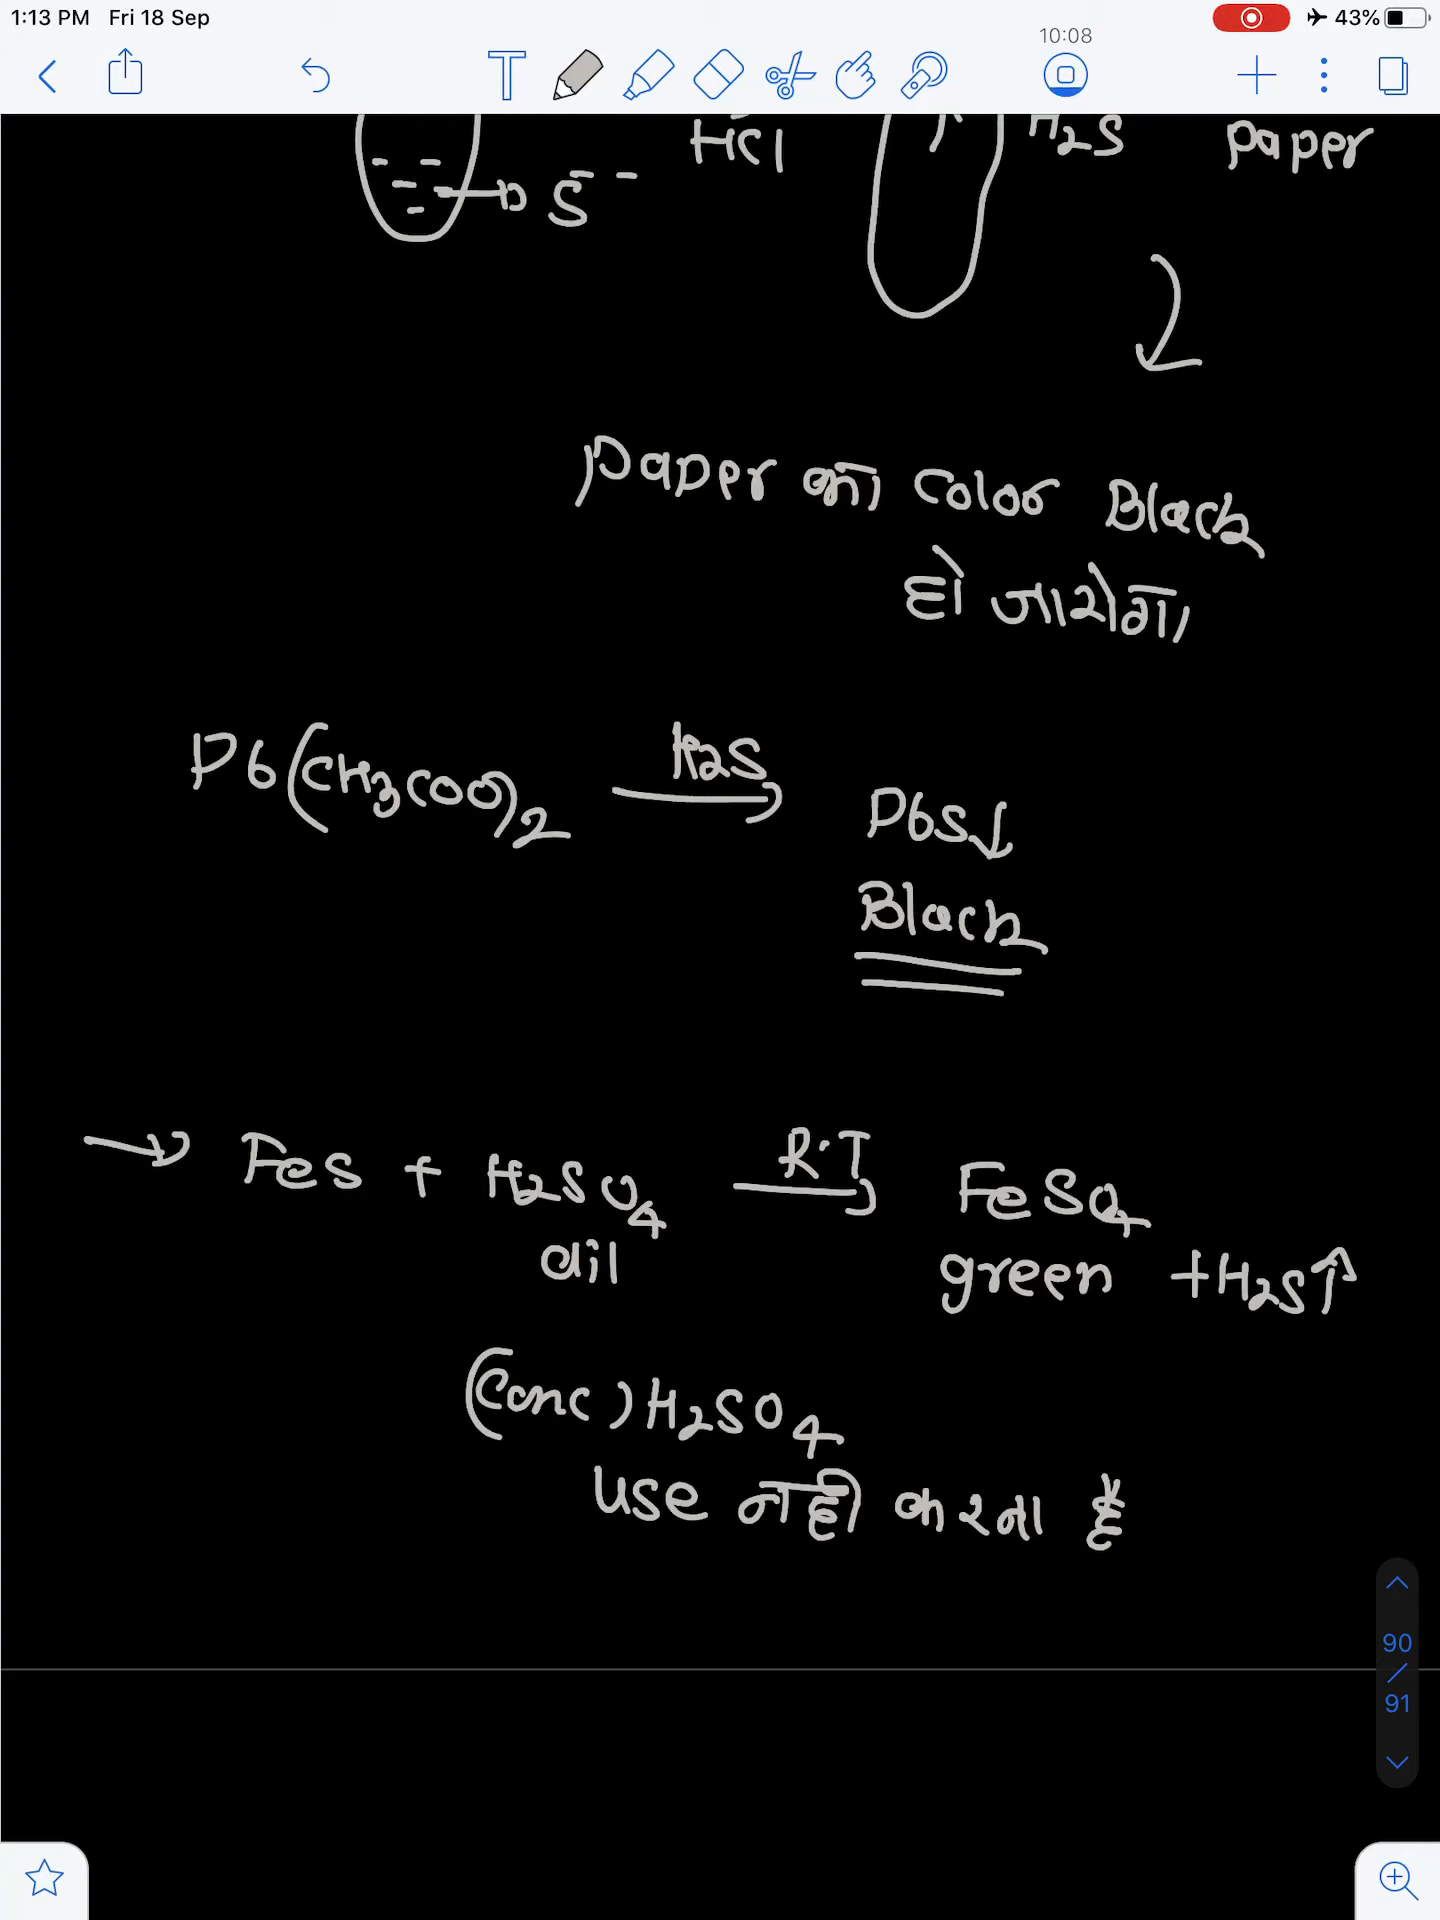 1:13 PM Fri 18 Sep
43%
10:08
HCl
H2S
paper
S--
paper का color Black
हो जायेगा
Pb(CH3COO)2 H2S PbS↓
Black
→ FeS + H2SO4 R.T FeSO4
dil green + H2S↑
(conc) H2SO4
use नही करना है
90
/
91